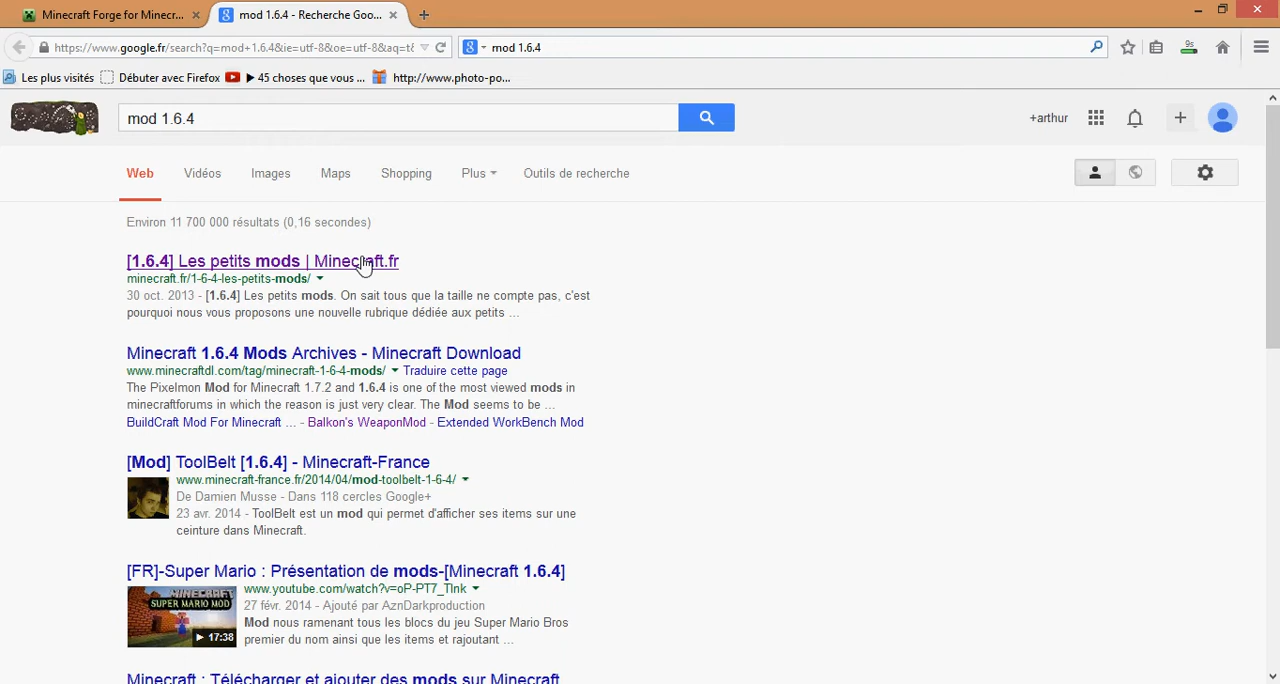 Minecraft Forge for Minecr... × mod 1.6.4 - Recherche Goo... × +
https://www.google.fr/search?q=mod+1.6.4&ie=utf-8&oe=utf-8&aq=t& mod 1.6.4
Les plus visités Débuter avec Firefox 45 choses que vous ... http://www.photo-po...
mod 1.6.4
+arthur
Web Vidéos Images Maps Shopping Plus Outils de recherche
Environ 11 700 000 résultats (0,16 secondes)
[1.6.4] Les petits mods | Minecraft.fr
minecraft.fr/1-6-4-les-petits-mods/
30 oct. 2013 - [1.6.4] Les petits mods. On sait tous que la taille ne compte pas, c'est
pourquoi nous vous proposons une nouvelle rubrique dédiée aux petits ...
Minecraft 1.6.4 Mods Archives - Minecraft Download
www.minecraftdl.com/tag/minecraft-1-6-4-mods/ Traduire cette page
The Pixelmon Mod for Minecraft 1.7.2 and 1.6.4 is one of the most viewed mods in
minecraftforums in which the reason is just very clear. The Mod seems to be ...
BuildCraft Mod For Minecraft ... - Balkon's WeaponMod - Extended WorkBench Mod
[Mod] ToolBelt [1.6.4] - Minecraft-France
www.minecraft-france.fr/2014/04/mod-toolbelt-1-6-4/
De Damien Musse - Dans 118 cercles Google+
23 avr. 2014 - ToolBelt est un mod qui permet d'afficher ses items sur une
ceinture dans Minecraft.
[FR]-Super Mario : Présentation de mods-[Minecraft 1.6.4]
www.youtube.com/watch?v=oP-PT7_TInk
27 févr. 2014 - Ajouté par AznDarkproduction
MINECRAFT
SUPER MARIO MOD
17:38
Mod nous ramenant tous les blocs du jeu Super Mario Bros
premier du nom ainsi que les items et rajoutant ...
Minecraft : Télécharger et ajouter des mods sur Minecraft